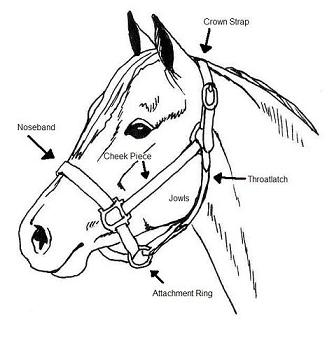 Crown Strap
Noseband
Cheek Piece
Throatlatch
Jowls
Attachment Ring